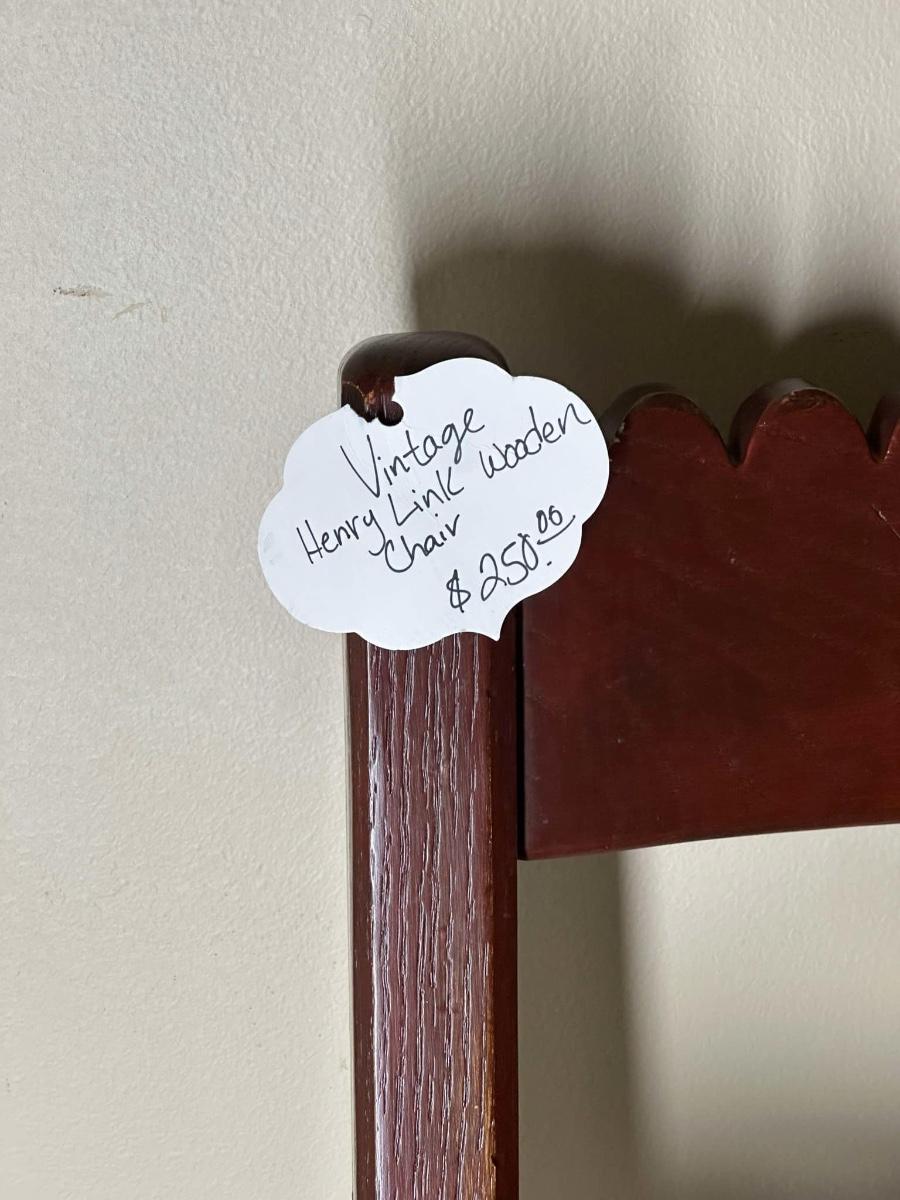 Vintage
Henry Link Wooden
Chair
$250.00